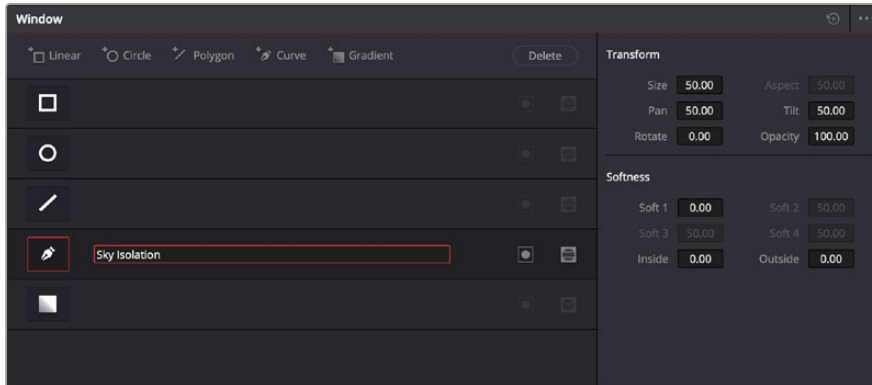 Window
Linear Circle Polygon Curve Gradient Delete
Sky Isolation
Transform
Size 50.00 Aspect 50.00
Pan 50.00 Tilt 50.00
Rotate 0.00 Opacity 100.00
Softness
Soft 1 0.00 Soft 2 50.00
Soft 3 50.00 Soft 4 50.00
Inside 0.00 Outside 0.00